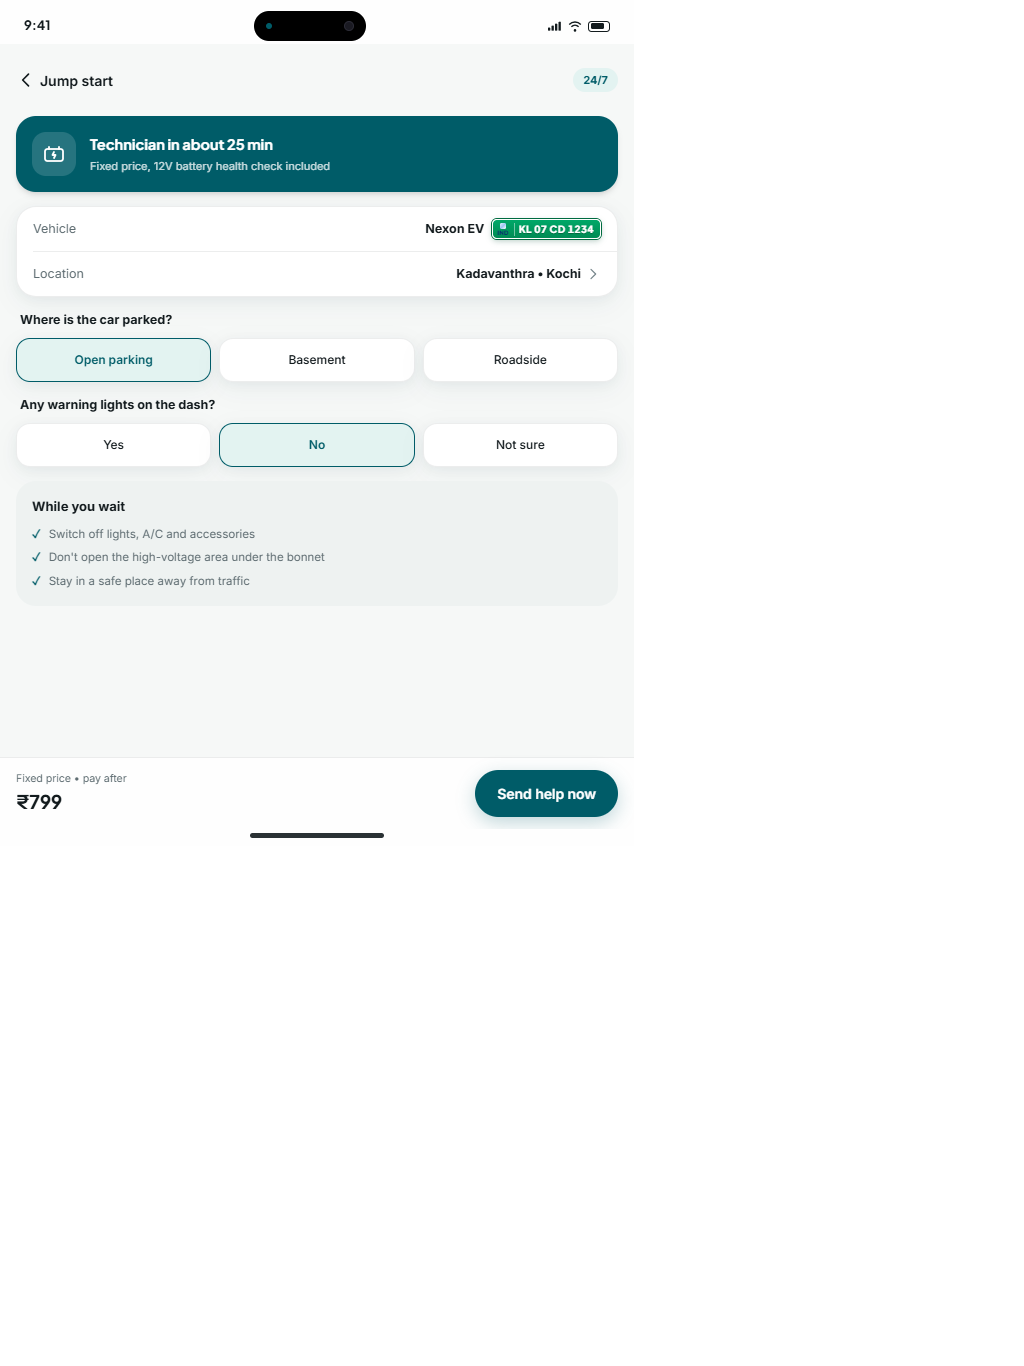 9:41
Jump start
24/7
Technician in about 25 min
Fixed price, 12V battery health check included
Vehicle
Nexon EV
KL 07 CD 1234
Location
Kadavanthra • Kochi
Where is the car parked?
Open parking
Basement
Roadside
Any warning lights on the dash?
Yes
No
Not sure
While you wait
✓ Switch off lights, A/C and accessories
✓ Don't open the high-voltage area under the bonnet
✓ Stay in a safe place away from traffic
Fixed price • pay after
₹799
Send help now